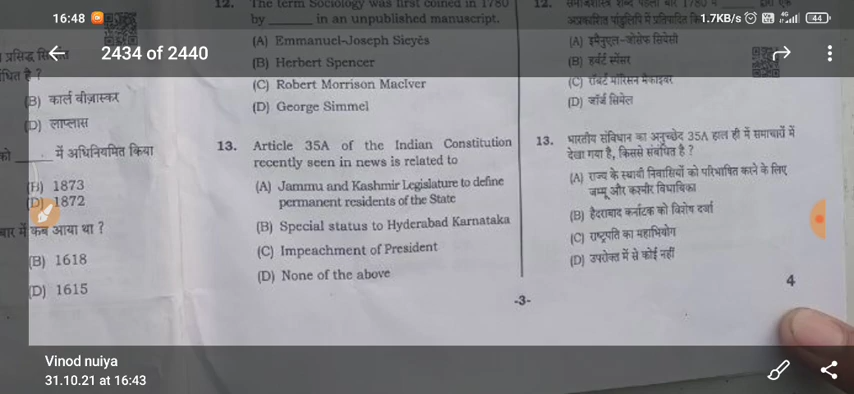 16:48
1.7KB/s 4G 44
2434 of 2440
12. The term Sociology was first coined in 1780
by ______ in an unpublished manuscript.
(A) Emmanuel-Joseph Sieyès
(B) Herbert Spencer
(C) Robert Morrison MacIver
(D) George Simmel
13. Article 35A of the Indian Constitution
recently seen in news is related to
(A) Jammu and Kashmir Legislature to define
permanent residents of the State
(B) Special status to Hyderabad Karnataka
(C) Impeachment of President
(D) None of the above
12. समाजशास्त्र शब्द पहली बार 1780 में
अप्रकाशित पांडुलिपि में प्रतिपादित
(A) इमैनुएल-जोसेफ सियेसी
(B) हर्बर्ट स्पेंसर
(C) रॉबर्ट मॉरिसन मैकाइवर
(D) जॉर्ज सिमेल
13. भारतीय संविधान का अनुच्छेद 35A हाल ही में समाचारों में
देखा गया है, किससे संबंधित है ?
(A) राज्य के स्थायी निवासियों को परिभाषित करने के लिए
जम्मू और कश्मीर विधायिका
(B) हैदराबाद कर्नाटक को विशेष दर्जा
(C) राष्ट्रपति का महाभियोग
(D) उपरोक्त में से कोई नहीं
प्रसिद्ध
है ?
(B) कार्ल वीज़ास्कर
(D) लाप्लास
को ______ में अधिनियमित किया
(B) 1873
(D) 1872
बार में कब आया था ?
(B) 1618
(D) 1615
-3-
4
Vinod nuiya
31.10.21 at 16:43